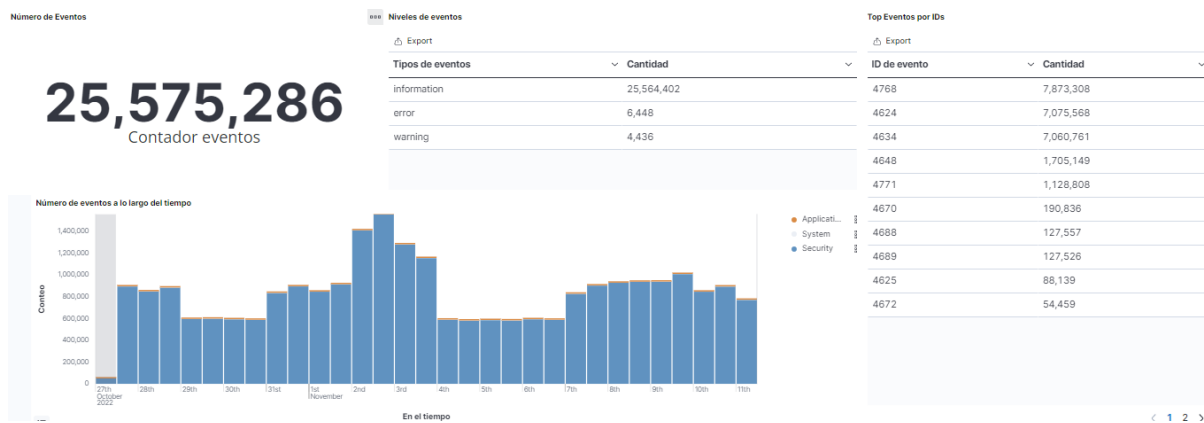 Número de Eventos
25,575,286
Contador eventos
Niveles de eventos
Export
Tipos de eventos Cantidad
information 25,564,402
error 6,448
warning 4,436
Top Eventos por IDs
Export
ID de evento Cantidad
4768 7,873,308
4624 7,075,568
4634 7,060,761
4648 1,705,149
4771 1,128,808
4670 190,836
4688 127,557
4689 127,526
4625 88,139
4672 54,459
1 2
Número de eventos a lo largo del tiempo
Conteo
1,400,000
1,200,000
1,000,000
800,000
600,000
400,000
200,000
0
27th 28th 29th 30th 31st 1st 2nd 3rd 4th 5th 6th 7th 8th 9th 10th 11th
October November
2022
En el tiempo
Applicati...
System
Security